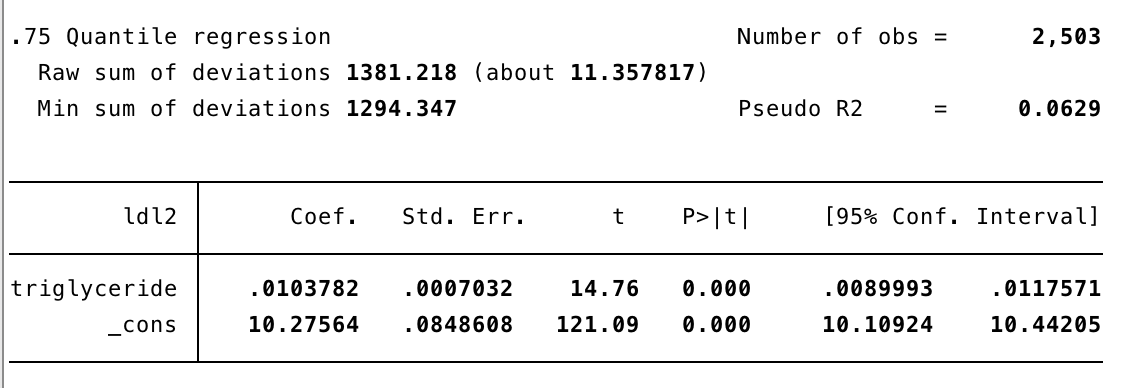 .75 Quantile regression Number of obs = 2,503
Raw sum of deviations 1381.218 (about 11.357817)
Min sum of deviations 1294.347 Pseudo R2 = 0.0629
ldl2 Coef. Std. Err. t P>|t| [95% Conf. Interval]
triglyceride .0103782 .0007032 14.76 0.000 .0089993 .0117571
_cons 10.27564 .0848608 121.09 0.000 10.10924 10.44205